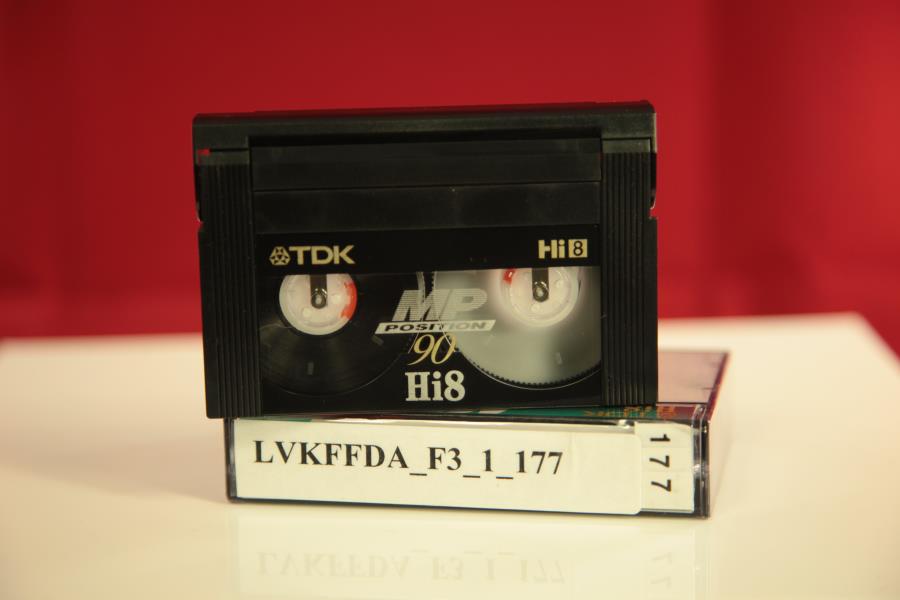 TDK
Hi8
MP
POSITION
90
Hi8
LVKFFDA_F3_1_177
177